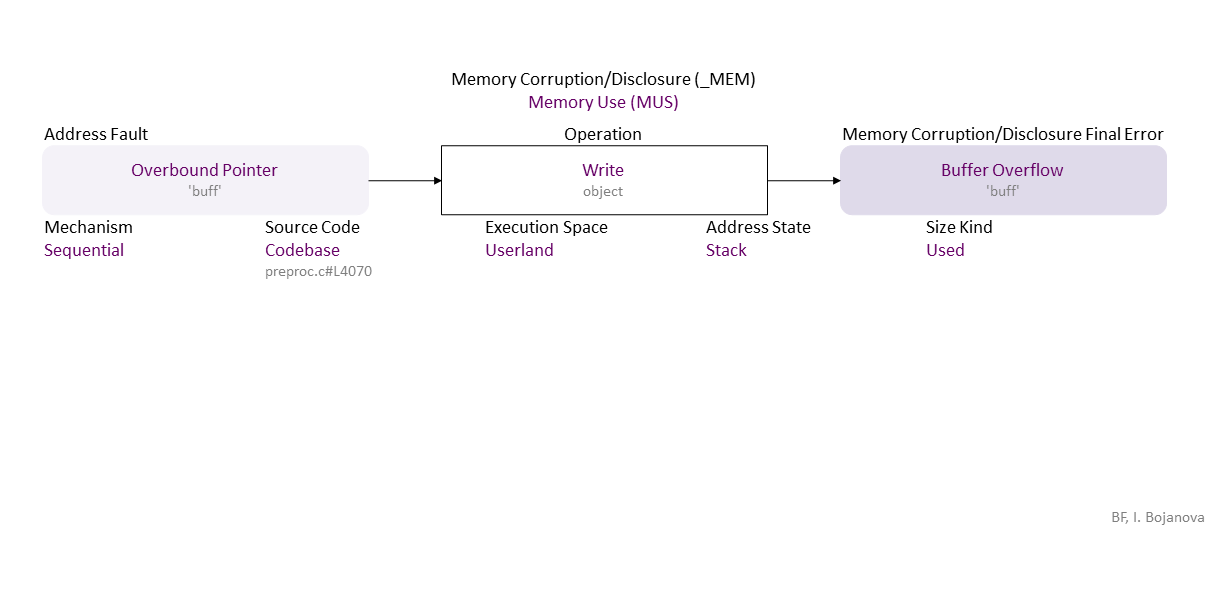 Memory Corruption/Disclosure (_MEM)
Memory Use (MUS)
Address Fault
Operation
Memory Corruption/Disclosure Final Error
Overbound Pointer
'buff'
Write
object
Buffer Overflow
'buff'
Mechanism
Sequential
Source Code
Codebase
preproc.c#L4070
Execution Space
Userland
Address State
Stack
Size Kind
Used
BF, I. Bojanova